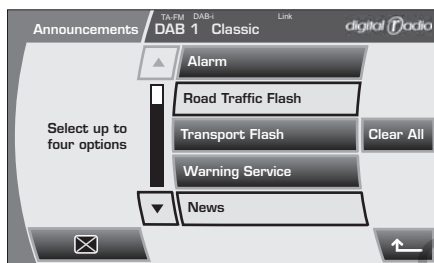 TA-FM DAB-i Link
Announcements DAB 1 Classic digital radio
Alarm
Road Traffic Flash
Select up to
four options
Transport Flash Clear All
Warning Service
News